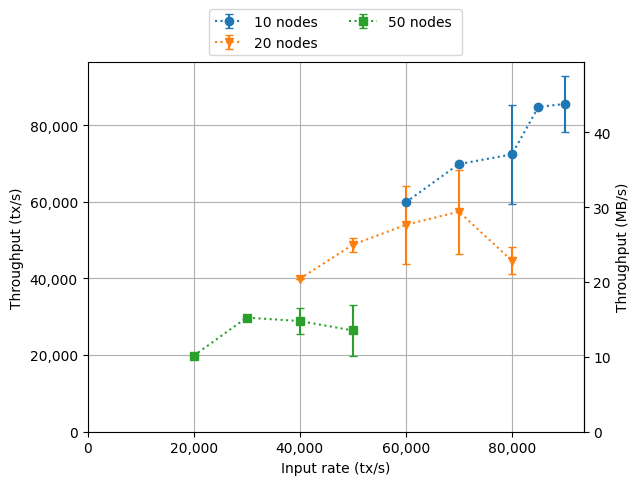 10 nodes
20 nodes
50 nodes
Throughput (tx/s)
80,000
60,000
40,000
20,000
0
40
30
20
10
0
Throughput (MB/s)
0
20,000
40,000
60,000
80,000
Input rate (tx/s)